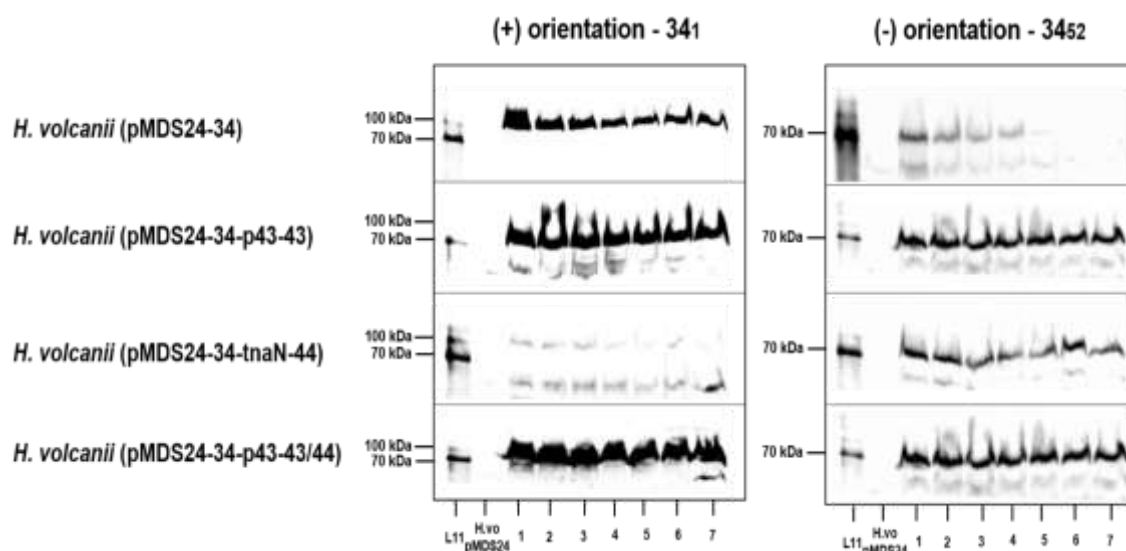 (+) orientation - 341
(-) orientation - 3452
H. volcanii (pMDS24-34)
100 kDa
70 kDa
70 kDa
H. volcanii (pMDS24-34-p43-43)
100 kDa
70 kDa
70 kDa
H. volcanii (pMDS24-34-tnaN-44)
100 kDa
70 kDa
70 kDa
H. volcanii (pMDS24-34-p43-43/44)
100 kDa
70 kDa
70 kDa
L11 H.vo pMDS24 1 2 3 4 5 6 7
L11 H.vo pMDS24 1 2 3 4 5 6 7